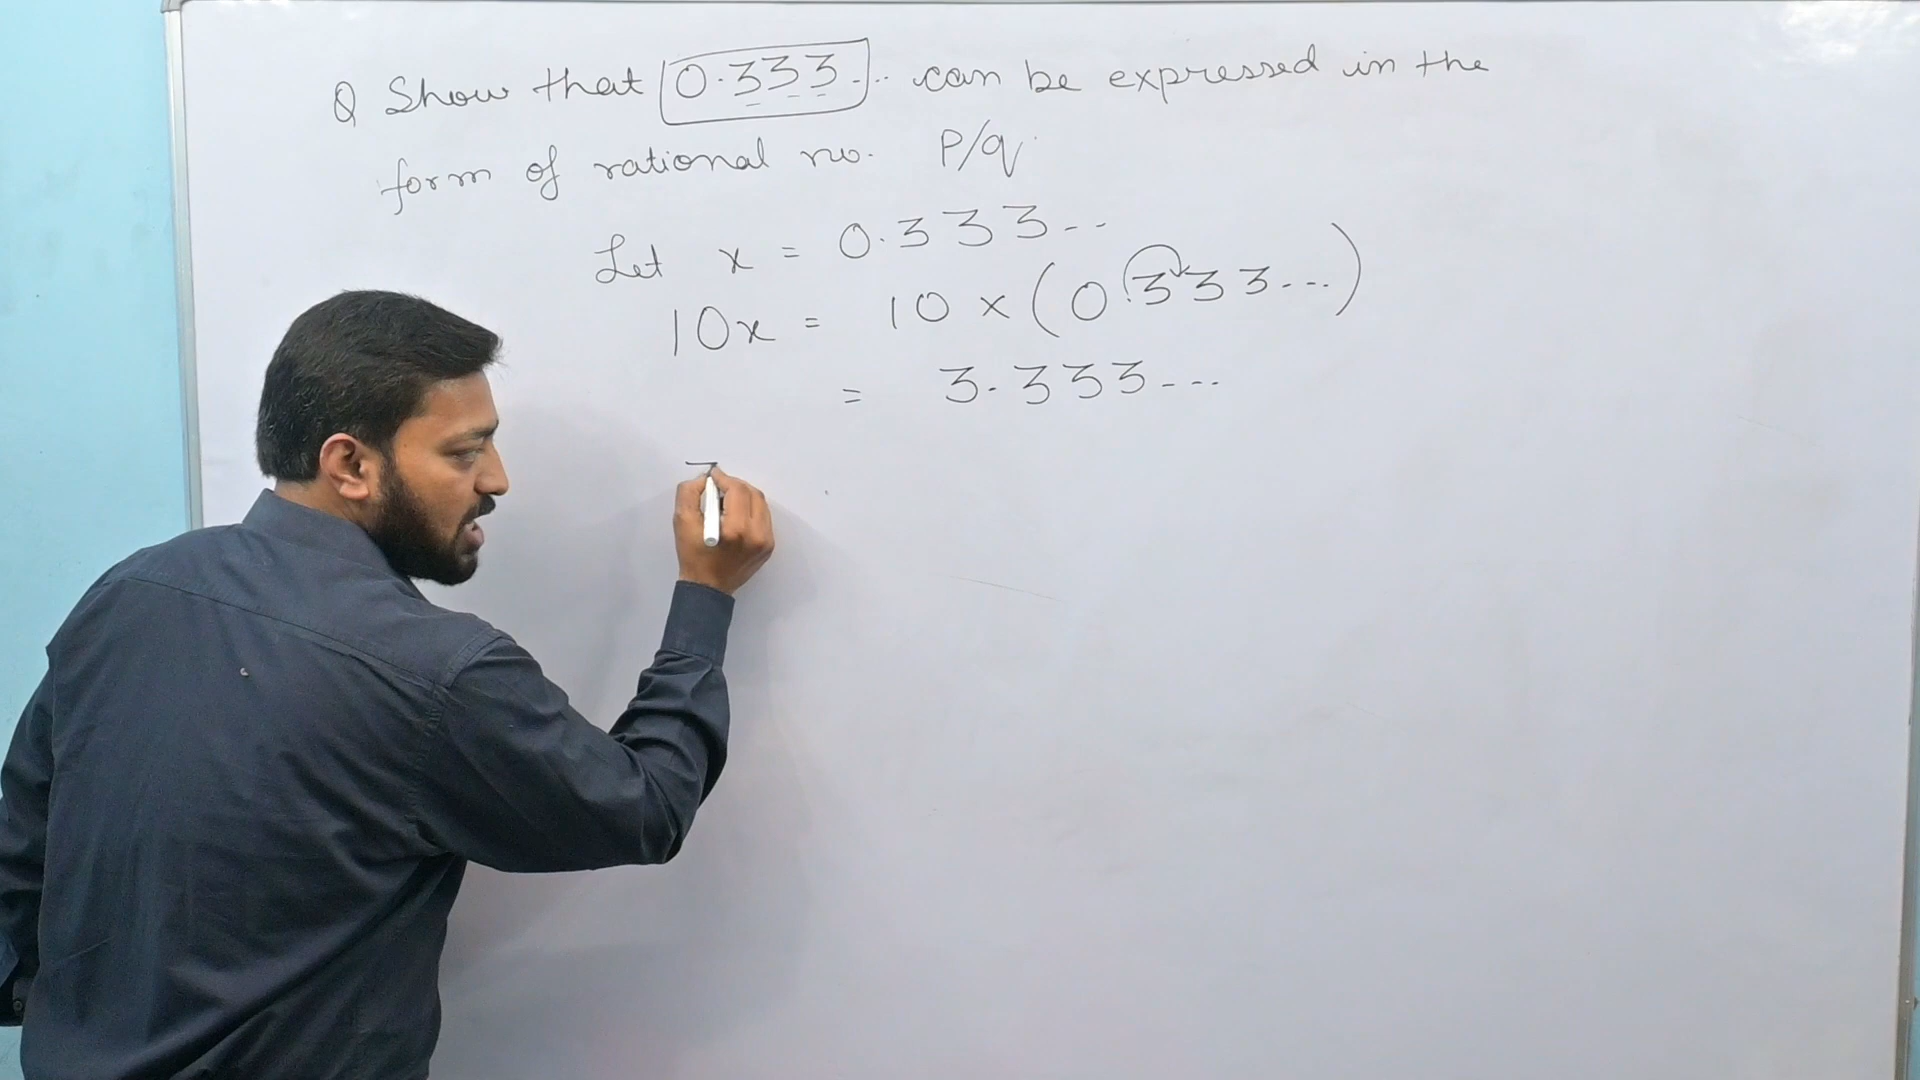 Q Show that 0.333... can be expressed in the
form of rational no. P/q
Let x = 0.333--
10x = 10 × (0.333---)
= 3.333---